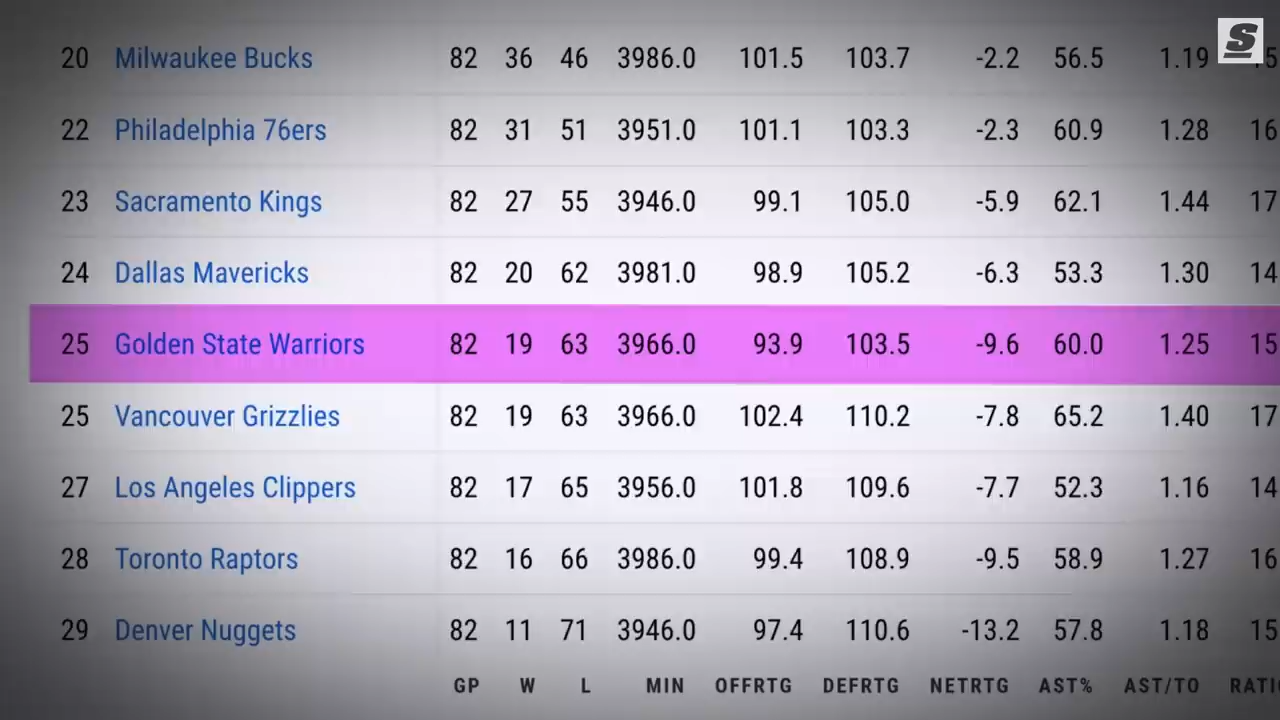 S
20 Milwaukee Bucks 82 36 46 3986.0 101.5 103.7 -2.2 56.5 1.19
22 Philadelphia 76ers 82 31 51 3951.0 101.1 103.3 -2.3 60.9 1.28 16
23 Sacramento Kings 82 27 55 3946.0 99.1 105.0 -5.9 62.1 1.44 17
24 Dallas Mavericks 82 20 62 3981.0 98.9 105.2 -6.3 53.3 1.30 14
25 Golden State Warriors 82 19 63 3966.0 93.9 103.5 -9.6 60.0 1.25 15
25 Vancouver Grizzlies 82 19 63 3966.0 102.4 110.2 -7.8 65.2 1.40 17
27 Los Angeles Clippers 82 17 65 3956.0 101.8 109.6 -7.7 52.3 1.16 14
28 Toronto Raptors 82 16 66 3986.0 99.4 108.9 -9.5 58.9 1.27 16
29 Denver Nuggets 82 11 71 3946.0 97.4 110.6 -13.2 57.8 1.18 15
GP W L MIN OFFRTG DEFRTG NETRTG AST% AST/TO RATI